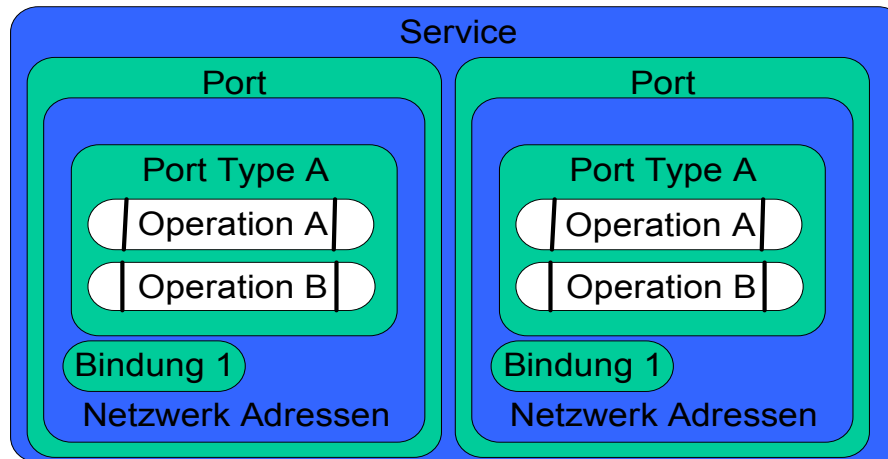 Service
Port
Port Type A
Operation A
Operation B
Bindung 1
Netzwerk Adressen
Port
Port Type A
Operation A
Operation B
Bindung 1
Netzwerk Adressen